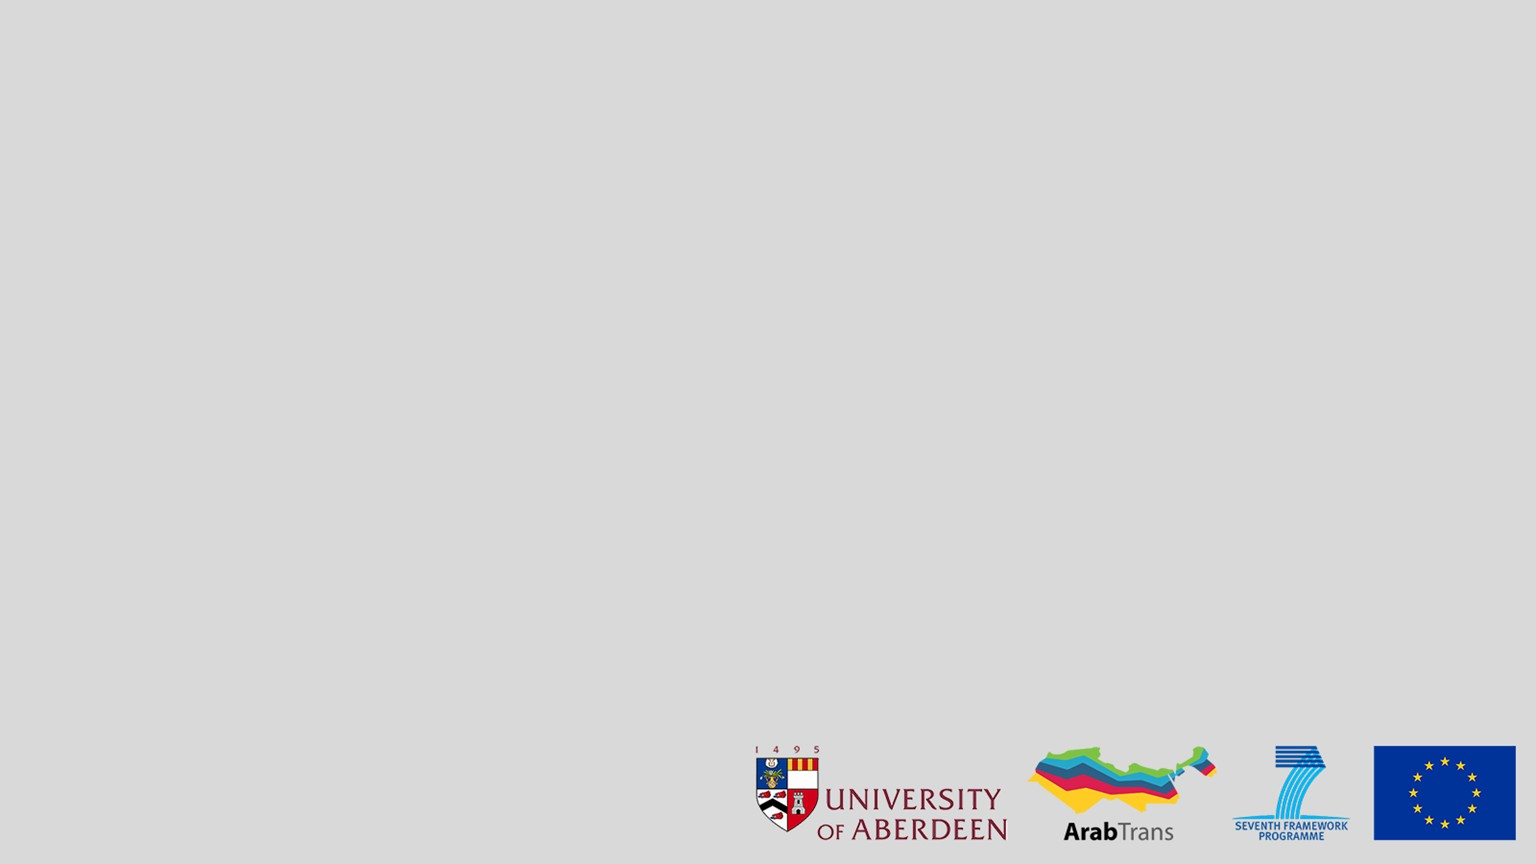 1 4 9 5
UNIVERSITY
OF ABERDEEN
ArabTrans
SEVENTH FRAMEWORK
PROGRAMME